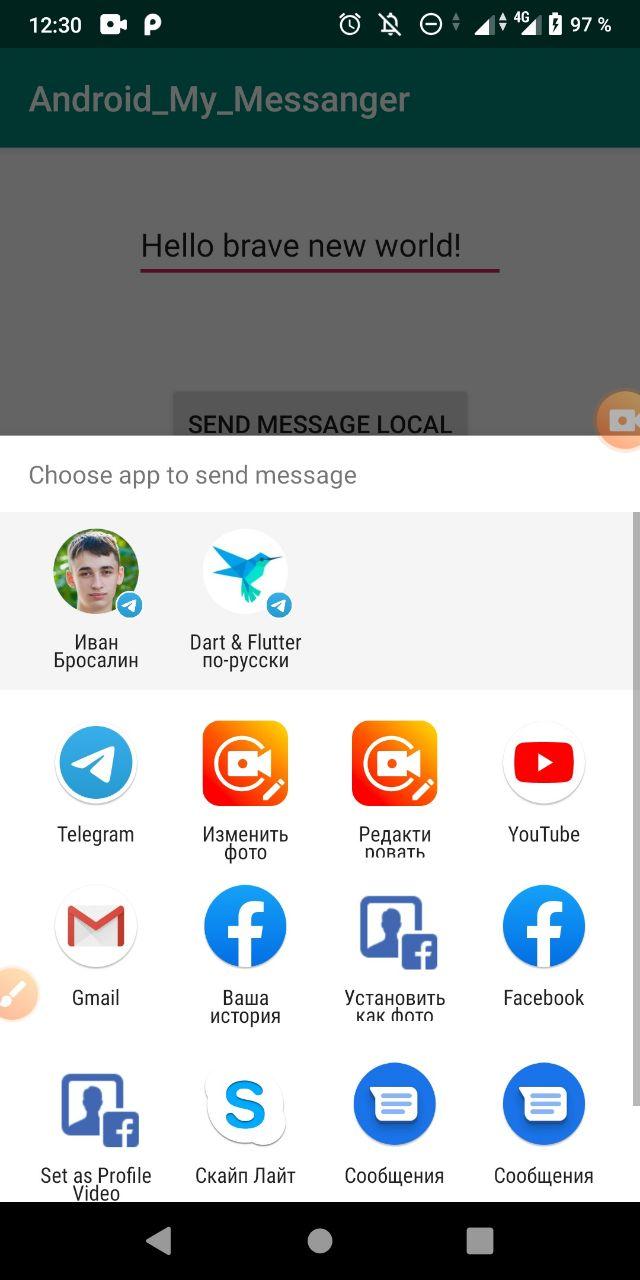 12:30
4G
97 %
Android_My_Messanger
Hello brave new world!
SEND MESSAGE LOCAL
Choose app to send message
Иван
Бросалин
Dart & Flutter
по-русски
Telegram
Изменить
фото
Редакти
ровать
YouTube
Gmail
Ваша
история
Установить
как фото
Facebook
Set as Profile
Video
Скайп Лайт
Сообщения
Сообщения